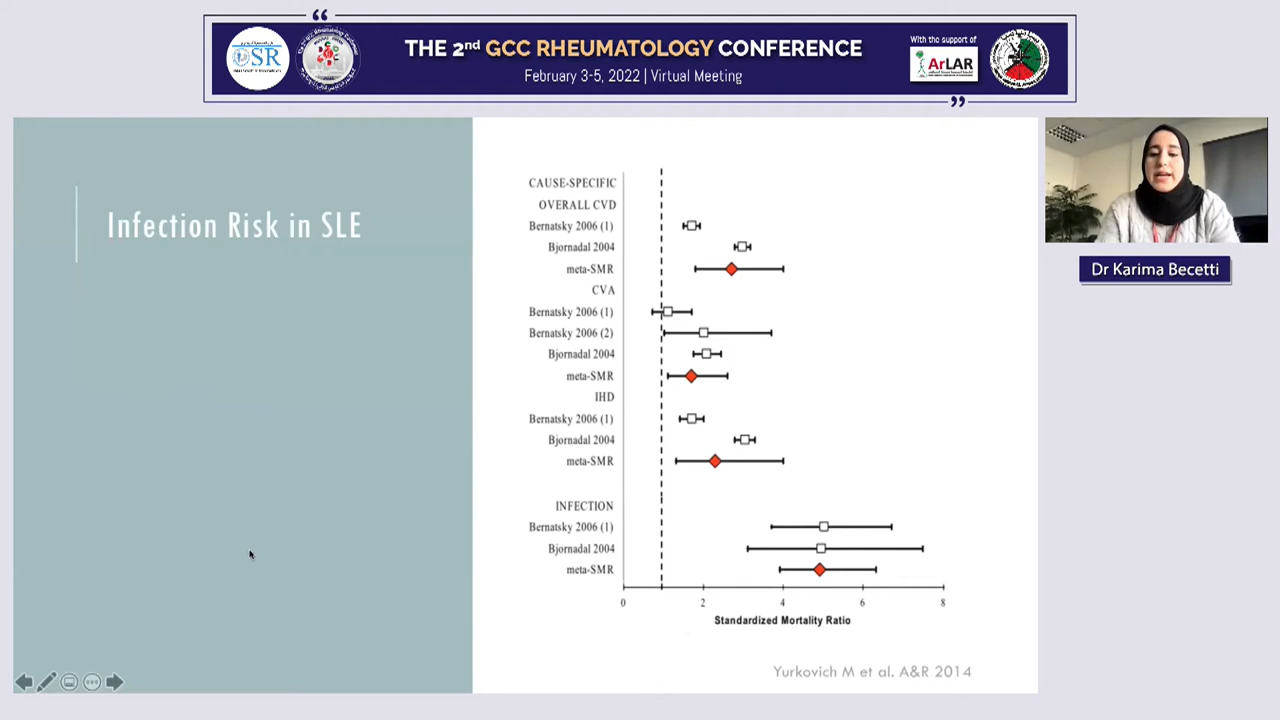 THE 2nd GCC RHEUMATOLOGY CONFERENCE
February 3-5, 2022 | Virtual Meeting
With the support of
ArLAR
Infection Risk in SLE
CAUSE-SPECIFIC
OVERALL CVD
Bernatsky 2006 (1)
Bjornadal 2004
meta-SMR
CVA
Bernatsky 2006 (1)
Bernatsky 2006 (2)
Bjornadal 2004
meta-SMR
IHD
Bernatsky 2006 (1)
Bjornadal 2004
meta-SMR
INFECTION
Bernatsky 2006 (1)
Bjornadal 2004
meta-SMR
0 2 4 6 8
Standardized Mortality Ratio
Yurkovich M et al. A&R 2014
Dr Karima Becetti